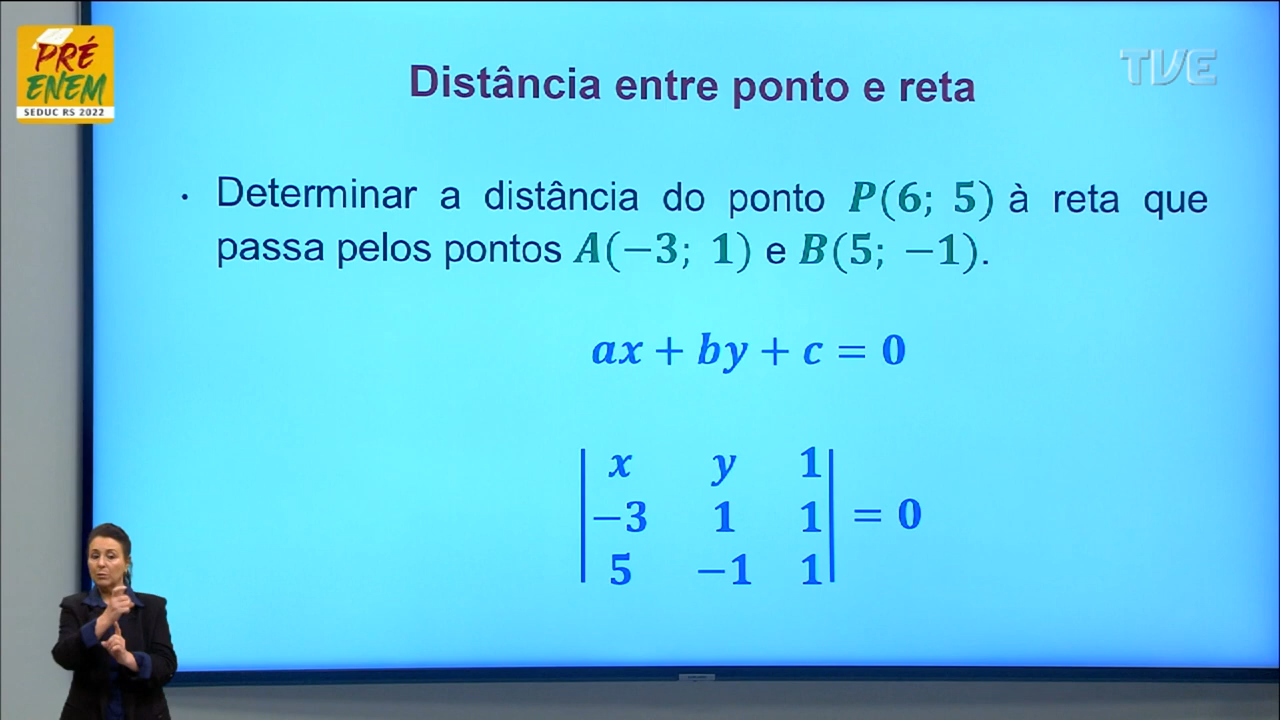 PRÉ
ENEM
SEDUC RS 2022
TVE
Distância entre ponto e reta
• Determinar a distância do ponto P(6; 5) à reta que
passa pelos pontos A(−3; 1) e B(5; −1).
ax + by + c = 0
|x y 1|
|−3 1 1| = 0
|5 −1 1|